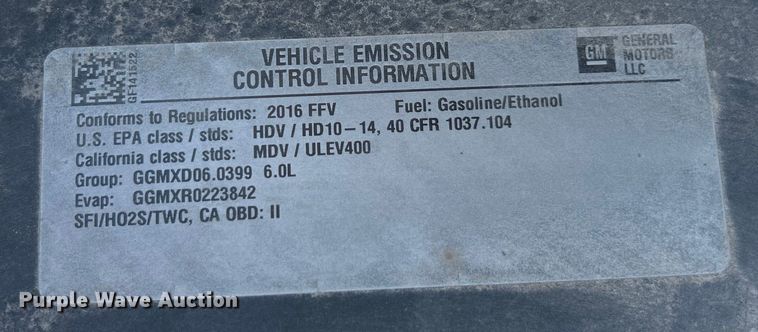 VEHICLE EMISSION
CONTROL INFORMATION
GM
GENERAL
MOTORS
LLC
GF141522
Conforms to Regulations: 2016 FFV Fuel: Gasoline/Ethanol
U.S. EPA class / stds: HDV / HD10-14, 40 CFR 1037.104
California class / stds: MDV / ULEV400
Group: GGMXD06.0399 6.0L
Evap: GGMXR0223842
SFI/HO2S/TWC, CA OBD: II
Purple Wave Auction